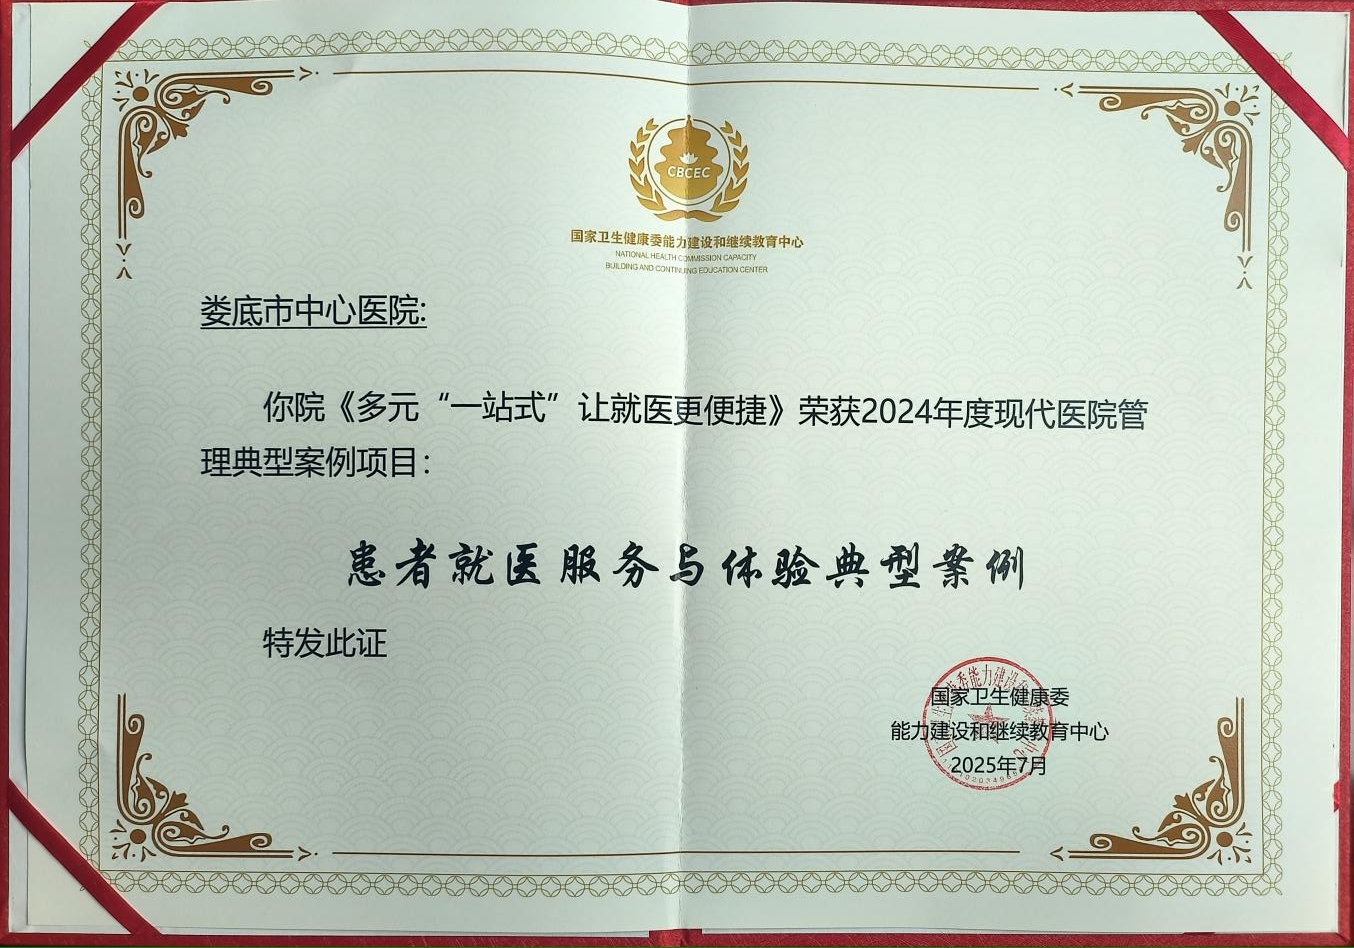 CBCEC
国家卫生健康委能力建设和继续教育中心
NATIONAL HEALTH COMMISSION CAPACITY
BUILDING AND CONTINUING EDUCATION CENTER
娄底市中心医院:
你院《多元“一站式”让就医更便捷》荣获2024年度现代医院管
理典型案例项目：
患者就医服务与体验典型案例
特发此证
国家卫生健康委
能力建设和继续教育中心
2025年7月